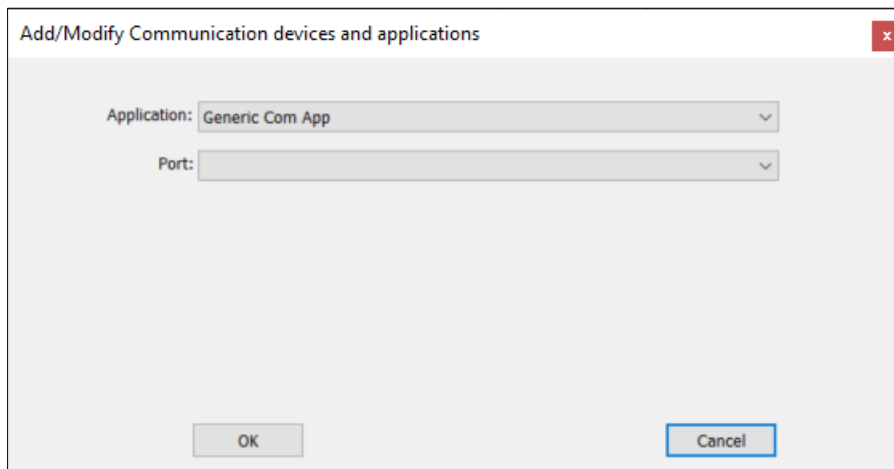 Add/Modify Communication devices and applications
x
Application: Generic Com App
Port:
OK Cancel